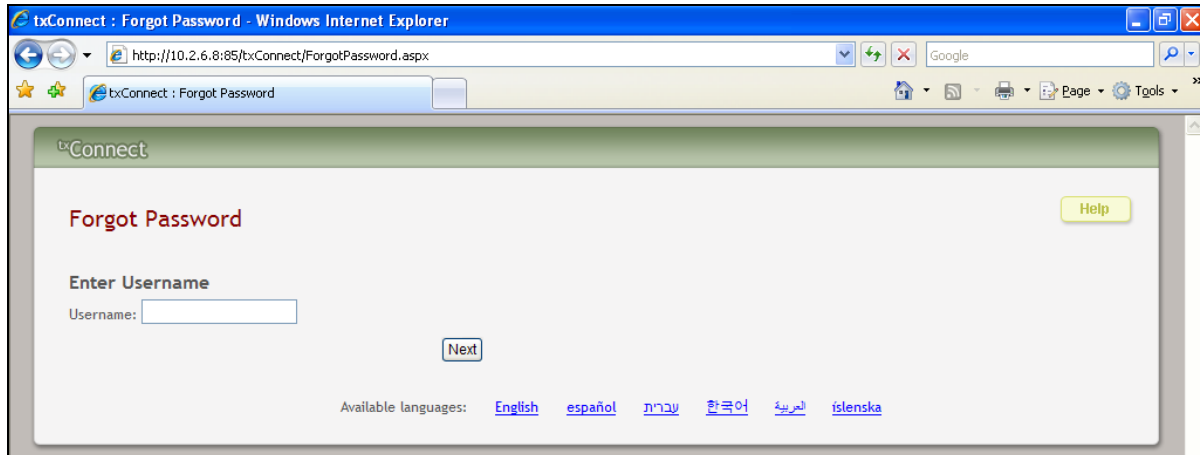 txConnect : Forgot Password - Windows Internet Explorer
http://10.2.6.8:85/txConnect/ForgotPassword.aspx
Google
txConnect : Forgot Password
Page
Tools
txConnect
Forgot Password
Help
Enter Username
Username:
Next
Available languages: English español עברית 한국어 العربية íslenska